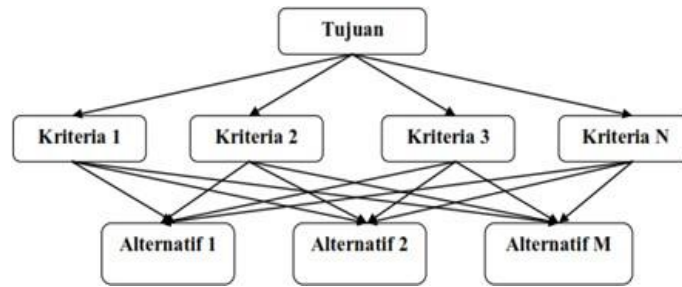 Tujuan
Kriteria 1
Kriteria 2
Kriteria 3
Kriteria N
Alternatif 1
Alternatif 2
Alternatif M